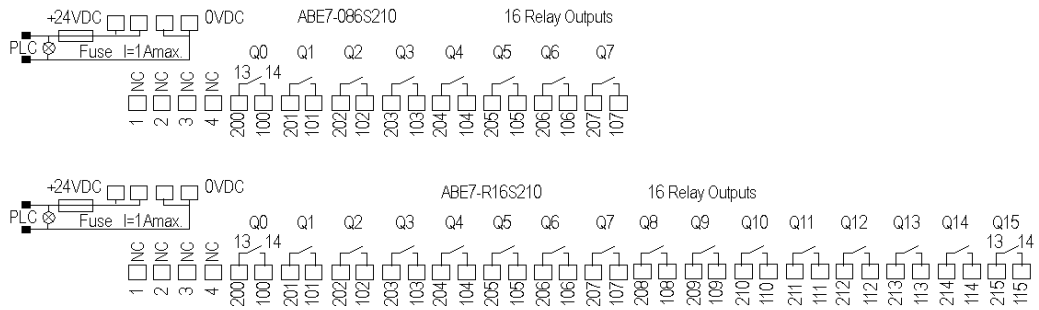 +24VDC 0VDC ABE7-086S210 16 Relay Outputs
PLC Fuse I=1Amax. Q0 Q1 Q2 Q3 Q4 Q5 Q6 Q7
13 14
NC NC NC NC
1 2 3 4 200 100 201 101 202 102 203 103 204 104 205 105 206 106 207 107
+24VDC 0VDC ABE7-R16S210 16 Relay Outputs
PLC Fuse I=1Amax. Q0 Q1 Q2 Q3 Q4 Q5 Q6 Q7 Q8 Q9 Q10 Q11 Q12 Q13 Q14 Q15
13 14 13 14
NC NC NC NC
1 2 3 4 200 100 201 101 202 102 203 103 204 104 205 105 206 106 207 107 208 108 209 109 210 110 211 111 212 112 213 113 214 114 215 115